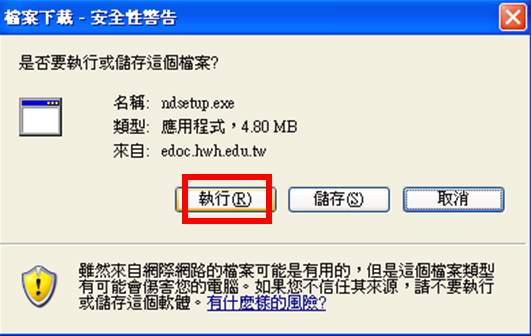 檔案下載 - 安全性警告
是否要執行或儲存這個檔案?
名稱: ndsetup.exe
類型: 應用程式，4.80 MB
來自: edoc.hwh.edu.tw
執行(R) 儲存(S) 取消
雖然來自網際網路的檔案可能是有用的，但是這個檔案類型
有可能會傷害您的電腦。如果您不信任其來源，請不要執行
或儲存這個軟體。有什麼樣的風險?